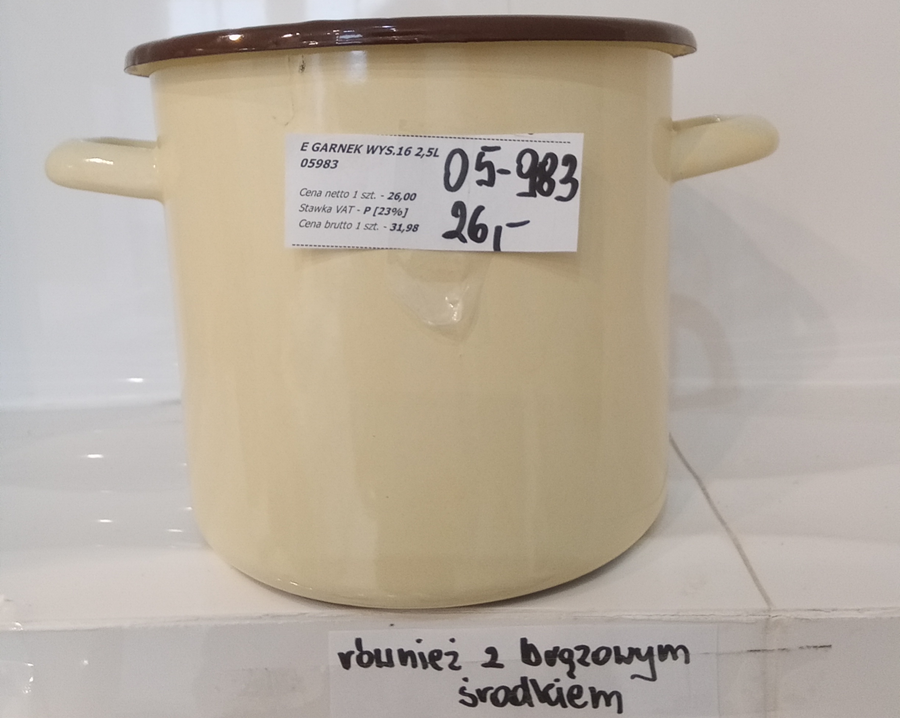 E GARNEK WYS.16 2,5L
05983
05-983
Cena netto 1 szt. - 26,00
Stawka VAT - P [23%]
Cena brutto 1 szt. - 31,98
26,-
również z brązowym
środkiem